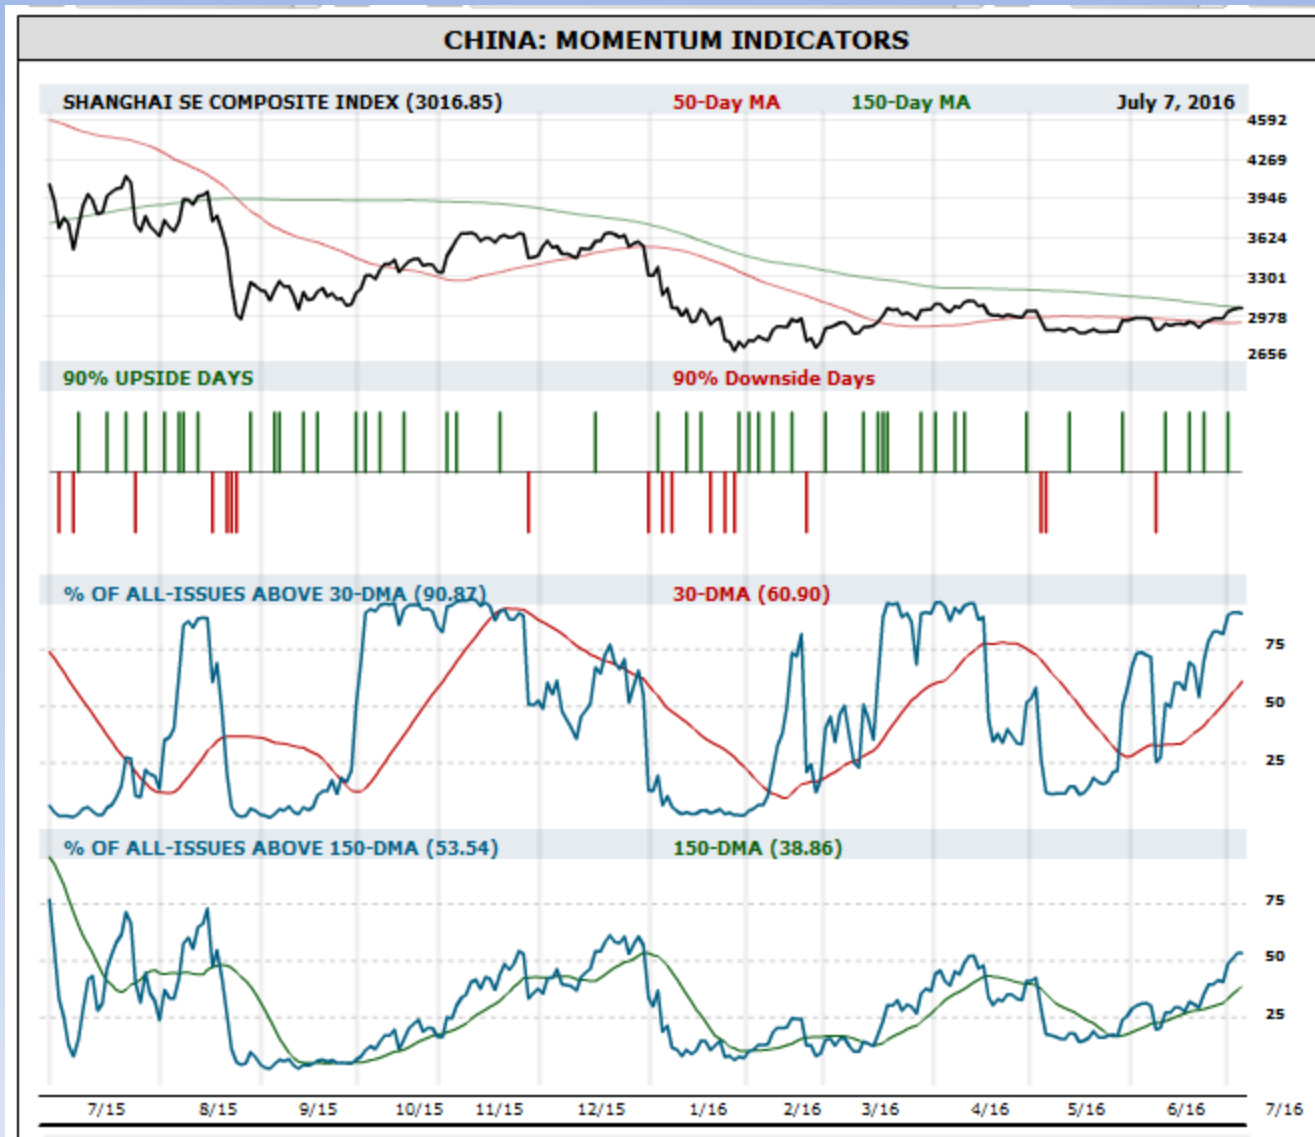 CHINA: MOMENTUM INDICATORS
SHANGHAI SE COMPOSITE INDEX (3016.85) 50-Day MA 150-Day MA July 7, 2016
4592
4269
3946
3624
3301
2978
2656
90% UPSIDE DAYS 90% Downside Days
% OF ALL-ISSUES ABOVE 30-DMA (90.87) 30-DMA (60.90)
75
50
25
% OF ALL-ISSUES ABOVE 150-DMA (53.54) 150-DMA (38.86)
75
50
25
7/15 8/15 9/15 10/15 11/15 12/15 1/16 2/16 3/16 4/16 5/16 6/16 7/16